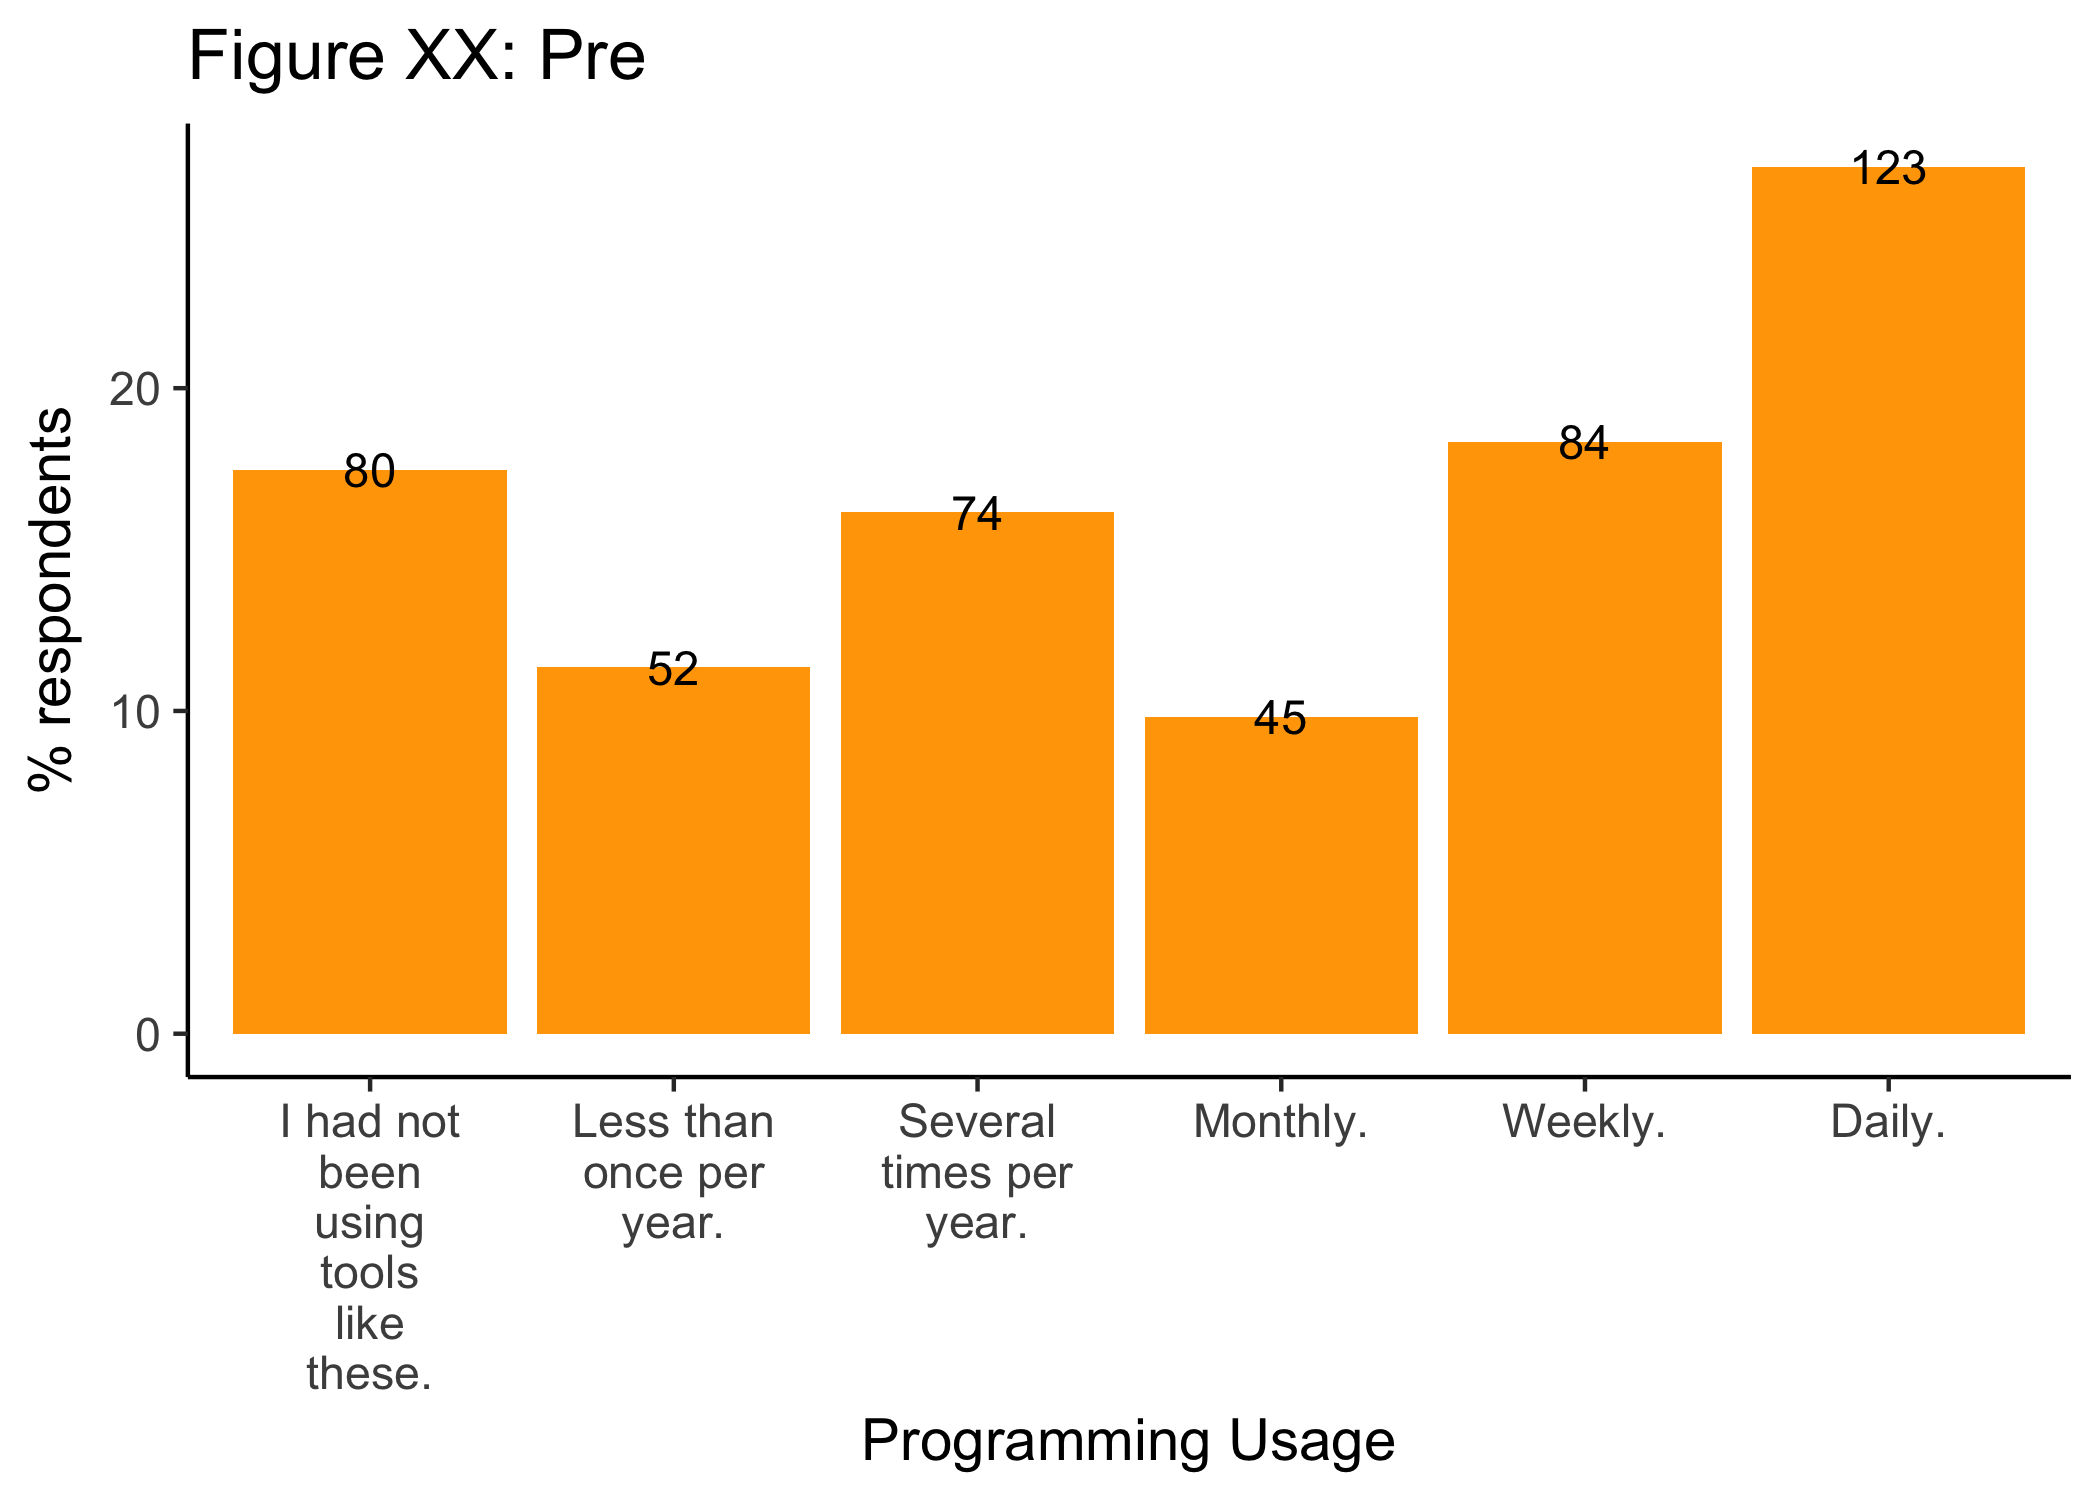 Figure XX: Pre
% respondents
20
10
0
80
52
74
45
84
123
I had not
been
using
tools
like
these.
Less than
once per
year.
Several
times per
year.
Monthly.
Weekly.
Daily.
Programming Usage